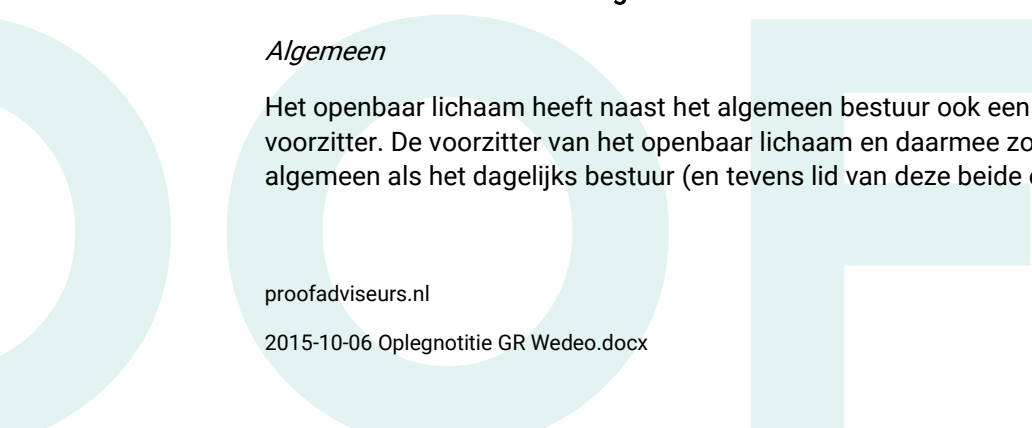 Algemeen
Het openbaar lichaam heeft naast het algemeen bestuur ook een
voorzitter. De voorzitter van het openbaar lichaam en daarmee
algemeen als het dagelijks bestuur (en tevens lid van deze beide
proofadviseurs.nl
2015-10-06 Oplegnotitie GR Wedeo.docx